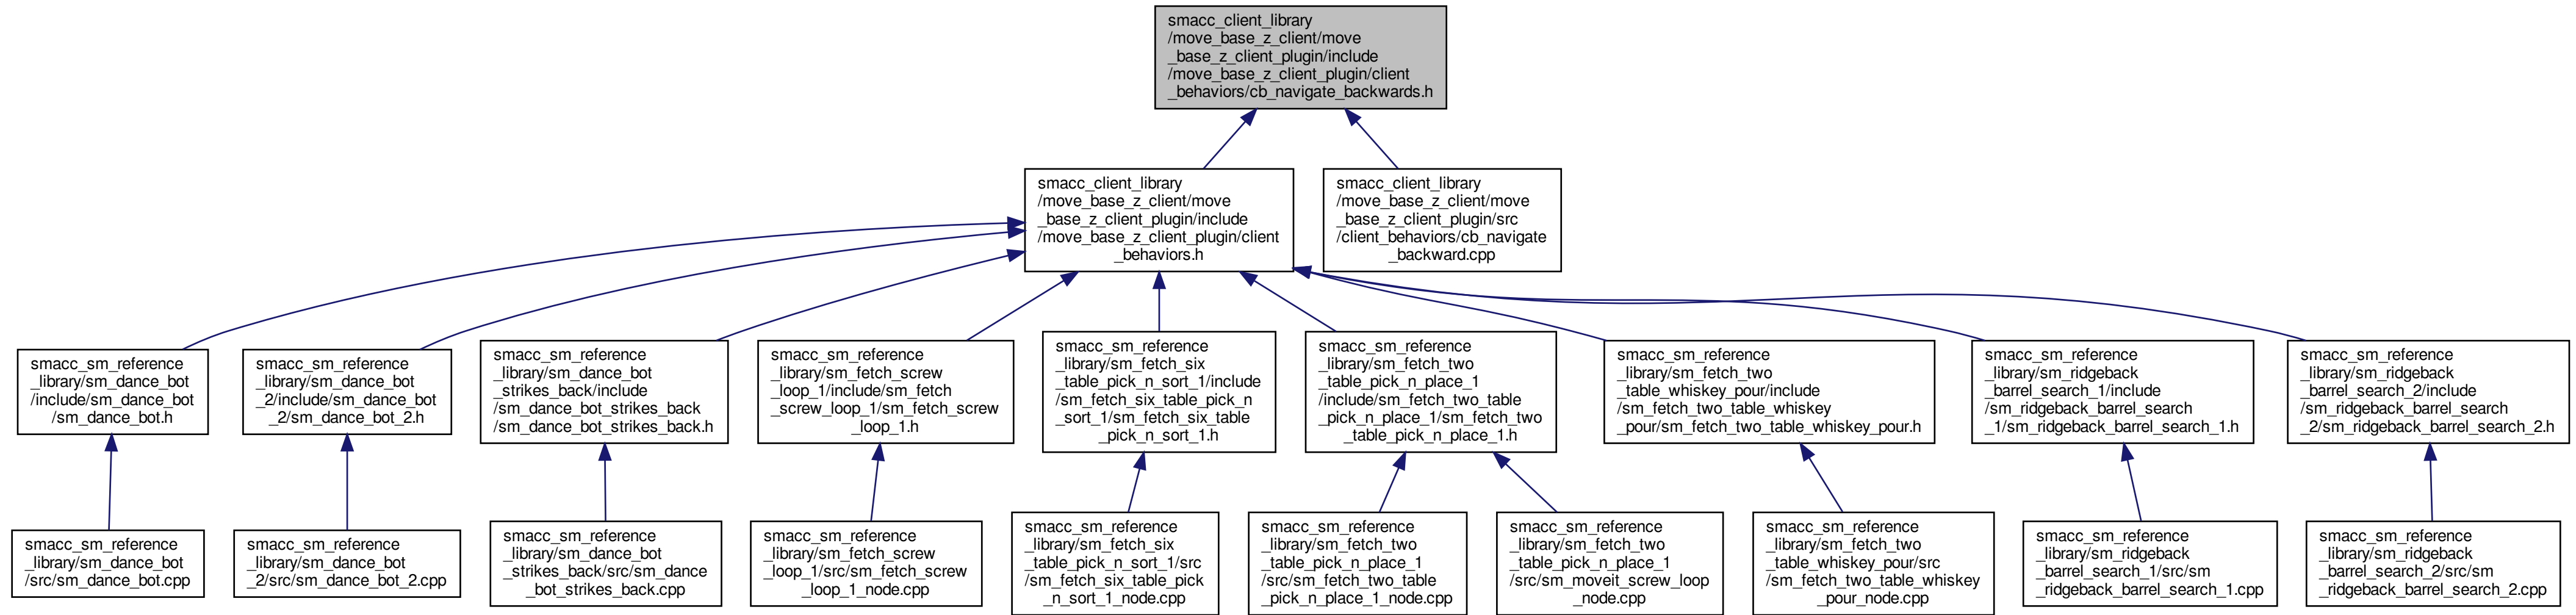 smacc_client_library
/move_base_z_client/move
_base_z_client_plugin/include
/move_base_z_client_plugin/client
_behaviors/cb_navigate_backwards.h
smacc_client_library
/move_base_z_client/move
_base_z_client_plugin/include
/move_base_z_client_plugin/client
_behaviors.h
smacc_client_library
/move_base_z_client/move
_base_z_client_plugin/src
/client_behaviors/cb_navigate
_backward.cpp
smacc_sm_reference
_library/sm_dance_bot
/include/sm_dance_bot
/sm_dance_bot.h
smacc_sm_reference
_library/sm_dance_bot
_2/include/sm_dance_bot
_2/sm_dance_bot_2.h
smacc_sm_reference
_library/sm_dance_bot
_strikes_back/include
/sm_dance_bot_strikes_back
/sm_dance_bot_strikes_back.h
smacc_sm_reference
_library/sm_fetch_screw
_loop_1/include/sm_fetch
_screw_loop_1/sm_fetch_screw
_loop_1.h
smacc_sm_reference
_library/sm_fetch_six
_table_pick_n_sort_1/include
/sm_fetch_six_table_pick_n
_sort_1/sm_fetch_six_table
_pick_n_sort_1.h
smacc_sm_reference
_library/sm_fetch_two
_table_pick_n_place_1
/include/sm_fetch_two_table
_pick_n_place_1/sm_fetch_two
_table_pick_n_place_1.h
smacc_sm_reference
_library/sm_fetch_two
_table_whiskey_pour/include
/sm_fetch_two_table_whiskey
_pour/sm_fetch_two_table_whiskey_pour.h
smacc_sm_reference
_library/sm_ridgeback
_barrel_search_1/include
/sm_ridgeback_barrel_search
_1/sm_ridgeback_barrel_search_1.h
smacc_sm_reference
_library/sm_ridgeback
_barrel_search_2/include
/sm_ridgeback_barrel_search
_2/sm_ridgeback_barrel_search_2.h
smacc_sm_reference
_library/sm_dance_bot
/src/sm_dance_bot.cpp
smacc_sm_reference
_library/sm_dance_bot
_2/src/sm_dance_bot_2.cpp
smacc_sm_reference
_library/sm_dance_bot
_strikes_back/src/sm_dance
_bot_strikes_back.cpp
smacc_sm_reference
_library/sm_fetch_screw
_loop_1/src/sm_fetch_screw
_loop_1_node.cpp
smacc_sm_reference
_library/sm_fetch_six
_table_pick_n_sort_1/src
/sm_fetch_six_table_pick
_n_sort_1_node.cpp
smacc_sm_reference
_library/sm_fetch_two
_table_pick_n_place_1
/src/sm_fetch_two_table
_pick_n_place_1_node.cpp
smacc_sm_reference
_library/sm_fetch_two
_table_pick_n_place_1
/src/sm_moveit_screw_loop
_node.cpp
smacc_sm_reference
_library/sm_fetch_two
_table_whiskey_pour/src
/sm_fetch_two_table_whiskey
_pour_node.cpp
smacc_sm_reference
_library/sm_ridgeback
_barrel_search_1/src/sm
_ridgeback_barrel_search_1.cpp
smacc_sm_reference
_library/sm_ridgeback
_barrel_search_2/src/sm
_ridgeback_barrel_search_2.cpp